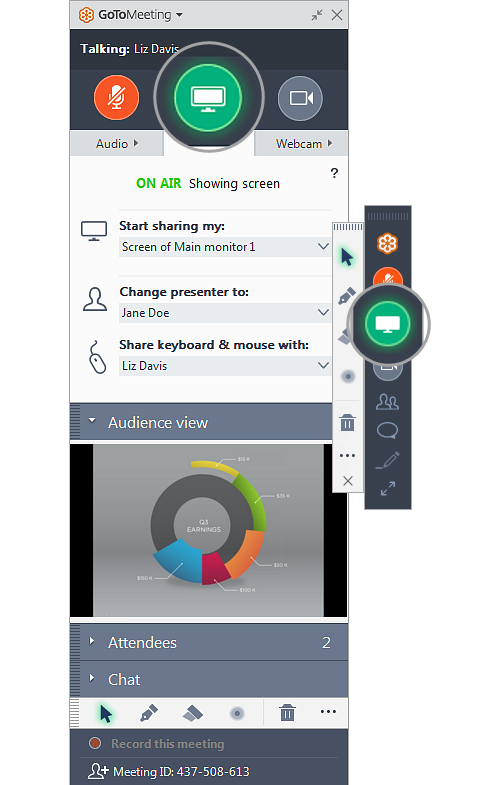 GoToMeeting
Talking: Liz Davis
Audio
Webcam
?
ON AIR Showing screen
Start sharing my:
Screen of Main monitor 1
Change presenter to:
Jane Doe
Share keyboard & mouse with:
Liz Davis
Audience view
$15 K
$35 K
Q3
EARNINGS
$50 K
$150 K
$100 K
Attendees 2
Chat
Record this meeting
Meeting ID: 437-508-613